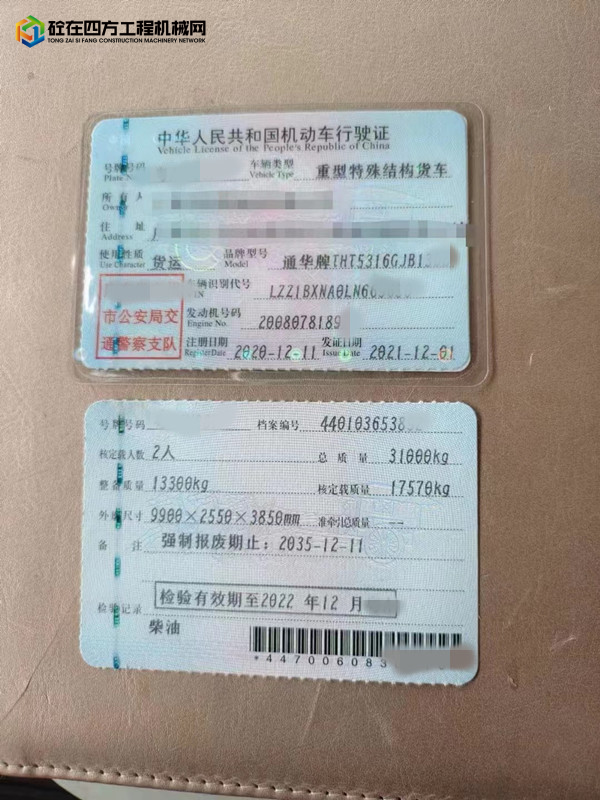 砼在四方工程机械网
TONG ZAI SI FANG CONSTRUCTION MACHINERY NETWORK
中华人民共和国机动车行驶证
Vehicle License of the People's Republic of China
号牌号码 车辆类型 重型特殊结构货车
Plate Vehicle Type
所有人
住址
Address
使用性质 货运 品牌型号 通华牌THT5316GJB1
Use Character Model
车辆识别代号 LZZ1BXNA0LN6
市公安局交
通警察支队
发动机号码 2008078189
Engine No.
注册日期 2020-12-11 发证日期 2021-12-01
Register Date Issue Date
号牌号码 档案编号 4401036538
核定载人数 2人 总质量 31000kg
整备质量 13300kg 核定载质量 17570kg
外廓尺寸 9900×2550×3850mm 准牵引总质量 --
备注 强制报废期止：2035-12-11
检验记录 检验有效期至2022 年12 月
柴油
*447006083